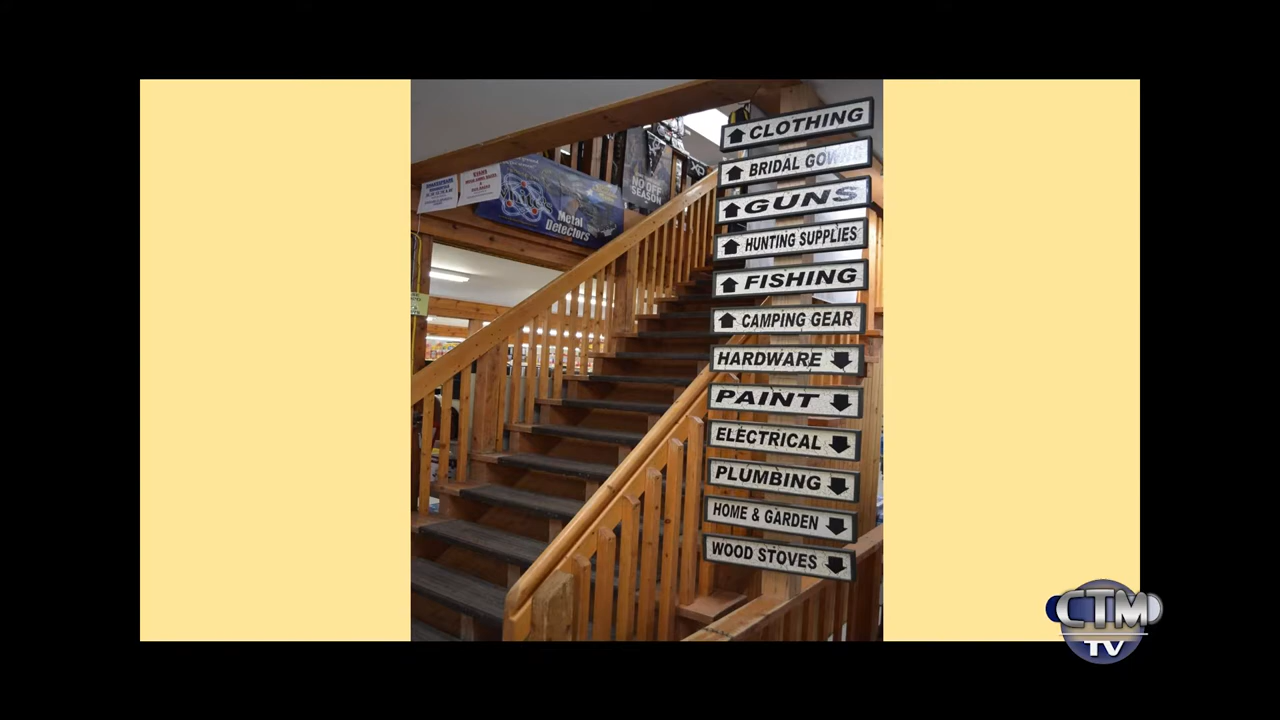 CLOTHING
BRIDAL GOWNS
GUNS
HUNTING SUPPLIES
FISHING
CAMPING GEAR
HARDWARE
PAINT
ELECTRICAL
PLUMBING
HOME & GARDEN
WOOD STOVES
Metal
Detectors
NO OFF
SEASON
CTM
TV